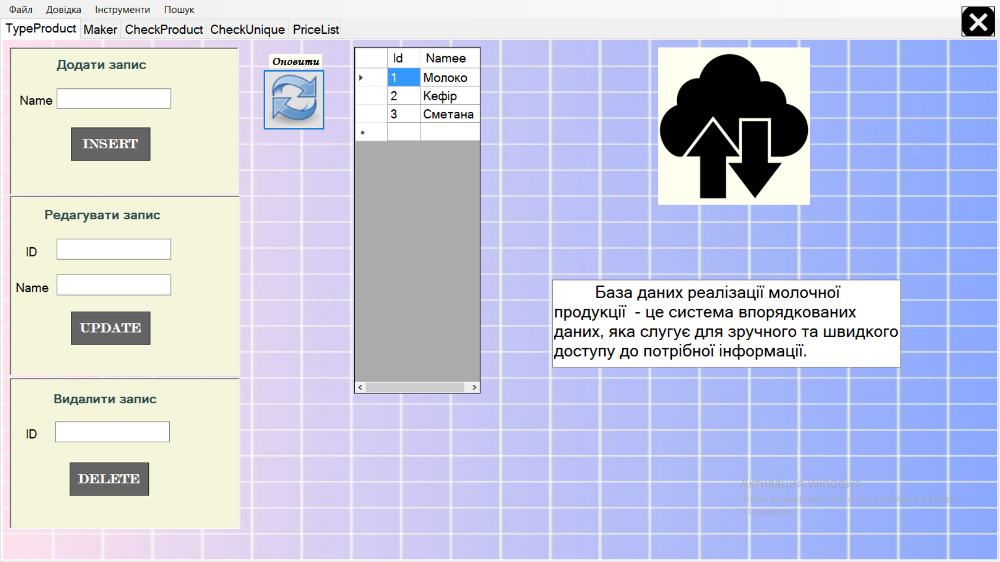 Файл Довідка Інструменти Пошук
TypeProduct Maker CheckProduct CheckUnique PriceList
Додати запис
Name
INSERT
Редагувати запис
ID
Name
UPDATE
Видалити запис
ID
DELETE
Оновити
Id Namee
1 Молоко
2 Кефір
3 Сметана
База даних реалізації молочної
продукції - це система впорядкованих
даних, яка слугує для зручного та швидкого
доступу до потрібної інформації.
Активация Windows
Чтобы активировать Windows, перейдите в раздел
"Параметры".